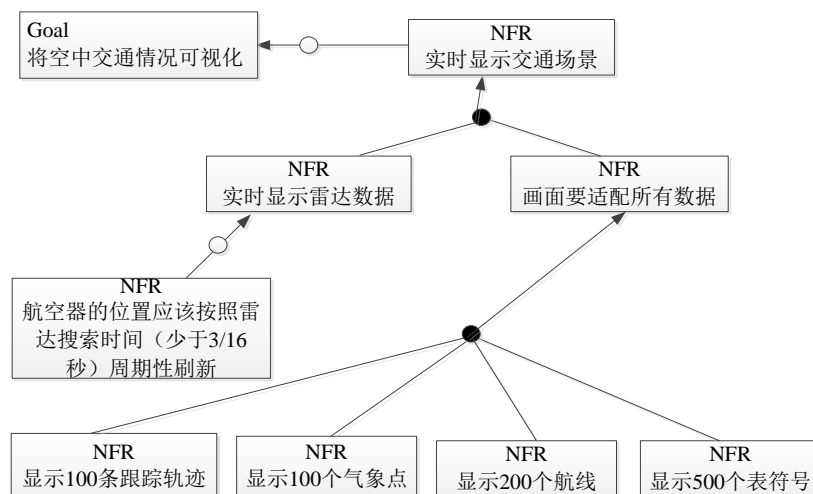 Goal
将空中交通情况可视化
NFR
实时显示交通场景
NFR
实时显示雷达数据
NFR
画面要适配所有数据
NFR
航空器的位置应该按照雷
达搜索时间（少于3/16
秒）周期性刷新
NFR
显示100条跟踪轨迹
NFR
显示100个气象点
NFR
显示200个航线
NFR
显示500个表符号